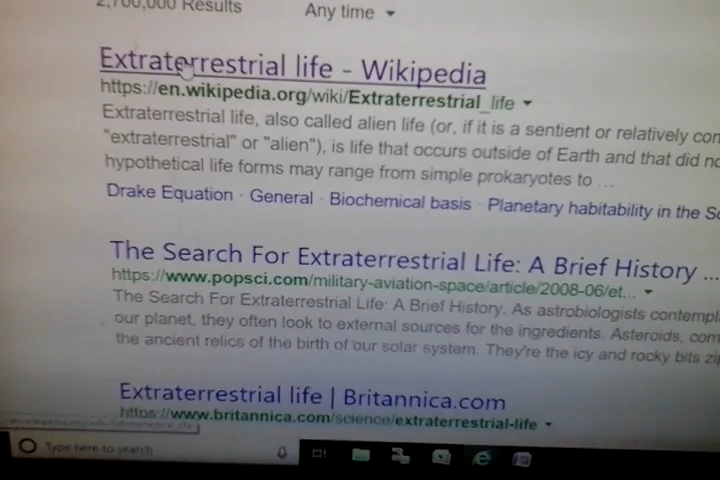 2,700,000 Results Any time
Extraterrestrial life - Wikipedia
https://en.wikipedia.org/wiki/Extraterrestrial_life
Extraterrestrial life, also called alien life (or, if it is a sentient or relatively
"extraterrestrial" or "alien"), is life that occurs outside of Earth and that did
hypothetical life forms may range from simple prokaryotes to ...
Drake Equation · General · Biochemical basis · Planetary habitability in the
The Search For Extraterrestrial Life: A Brief History ...
https://www.popsci.com/military-aviation-space/article/2008-06/et...
The Search For Extraterrestrial Life: A Brief History. As astrobiologists
our planet, they often look to external sources for the ingredients. Asteroids,
the ancient relics of the birth of our solar system. They're the icy and rocky bits
Extraterrestrial life | Britannica.com
https://www.britannica.com/science/extraterrestrial-life
Type here to search